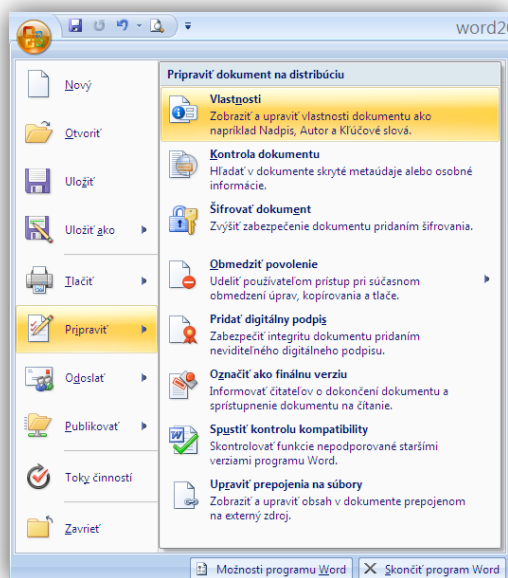 word20
Nový
Otvoriť
Uložiť
Uložiť ako
Tlačiť
Pripraviť
Odoslať
Publikovať
Toky činností
Zavrieť
Pripraviť dokument na distribúciu
Vlastnosti
Zobraziť a upraviť vlastnosti dokumentu ako
napríklad Nadpis, Autor a Kľúčové slová.
Kontrola dokumentu
Hľadať v dokumente skryté metaúdaje alebo osobné
informácie.
Šifrovať dokument
Zvýšiť zabezpečenie dokumentu pridaním šifrovania.
Obmedziť povolenie
Udeliť používateľom prístup pri súčasnom
obmedzení úprav, kopírovania a tlače.
Pridať digitálny podpis
Zabezpečiť integritu dokumentu pridaním
neviditeľného digitálneho podpisu.
Označiť ako finálnu verziu
Informovať čitateľov o dokončení dokumentu a
sprístupnenie dokumentu na čítanie.
Spustiť kontrolu kompatibility
Skontrolovať funkcie nepodporované staršími
verziami programu Word.
Upraviť prepojenia na súbory
Zobraziť a upraviť obsah v dokumente prepojenom
na externý zdroj.
Možnosti programu Word
Skončiť program Word